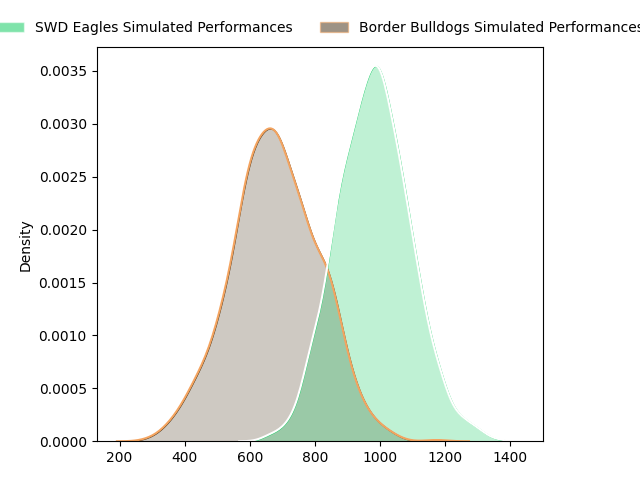 SWD Eagles Simulated Performances
Border Bulldogs Simulated Performances
0.0035
0.0030
0.0025
0.0020
0.0015
0.0010
0.0005
0.0000
Density
200 400 600 800 1000 1200 1400